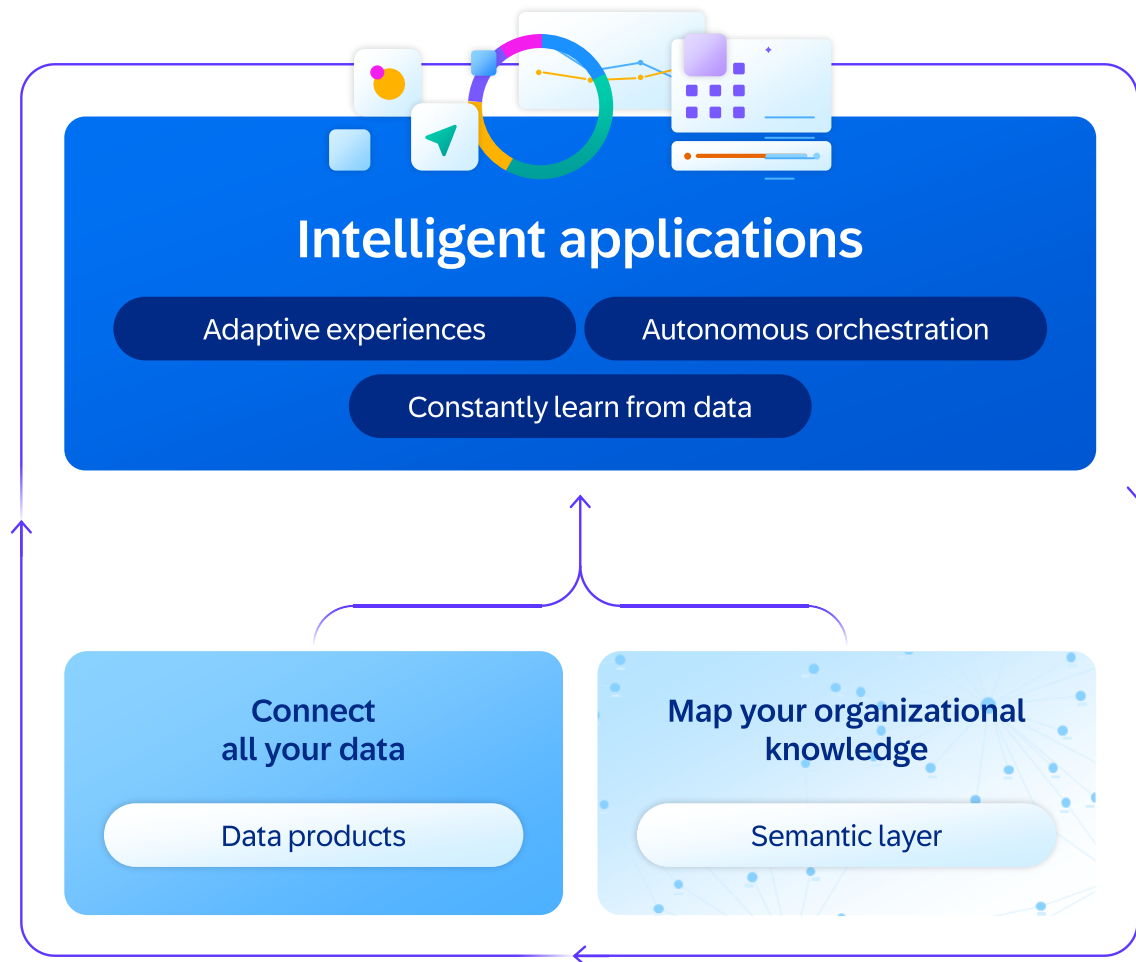 Intelligent applications
Adaptive experiences
Autonomous orchestration
Constantly learn from data
Connect
all your data
Data products
Map your organizational
knowledge
Semantic layer